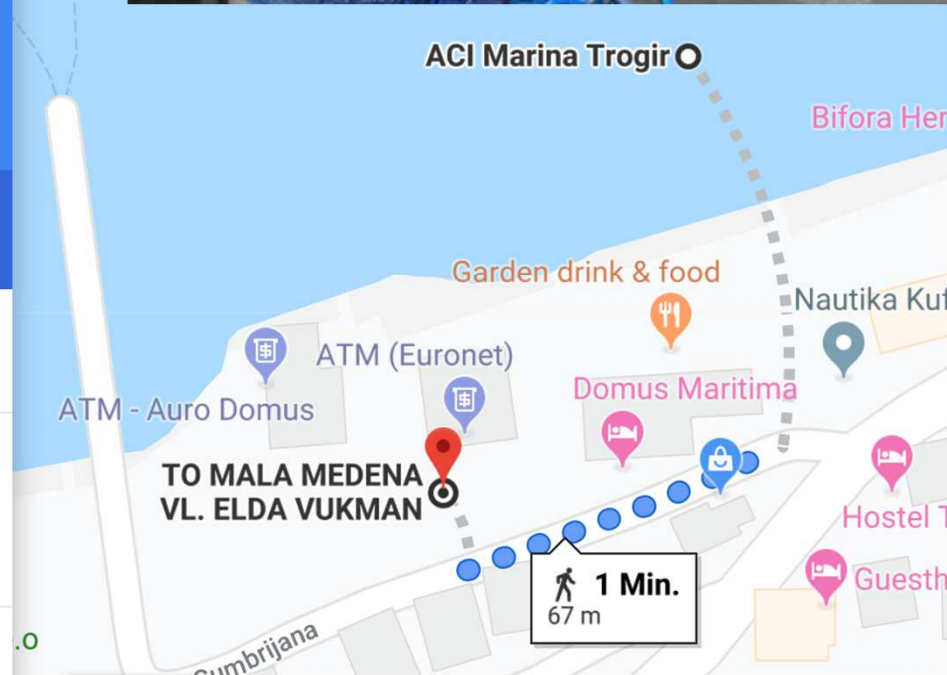 ACI Marina Trogir
Bifora Her
Garden drink & food
Nautika Kuf
ATM (Euronet)
Domus Maritima
ATM - Auro Domus
TO MALA MEDENA
VL. ELDA VUKMAN
Hostel T
1 Min.
67 m
Guesth
.o
Cumbrijana